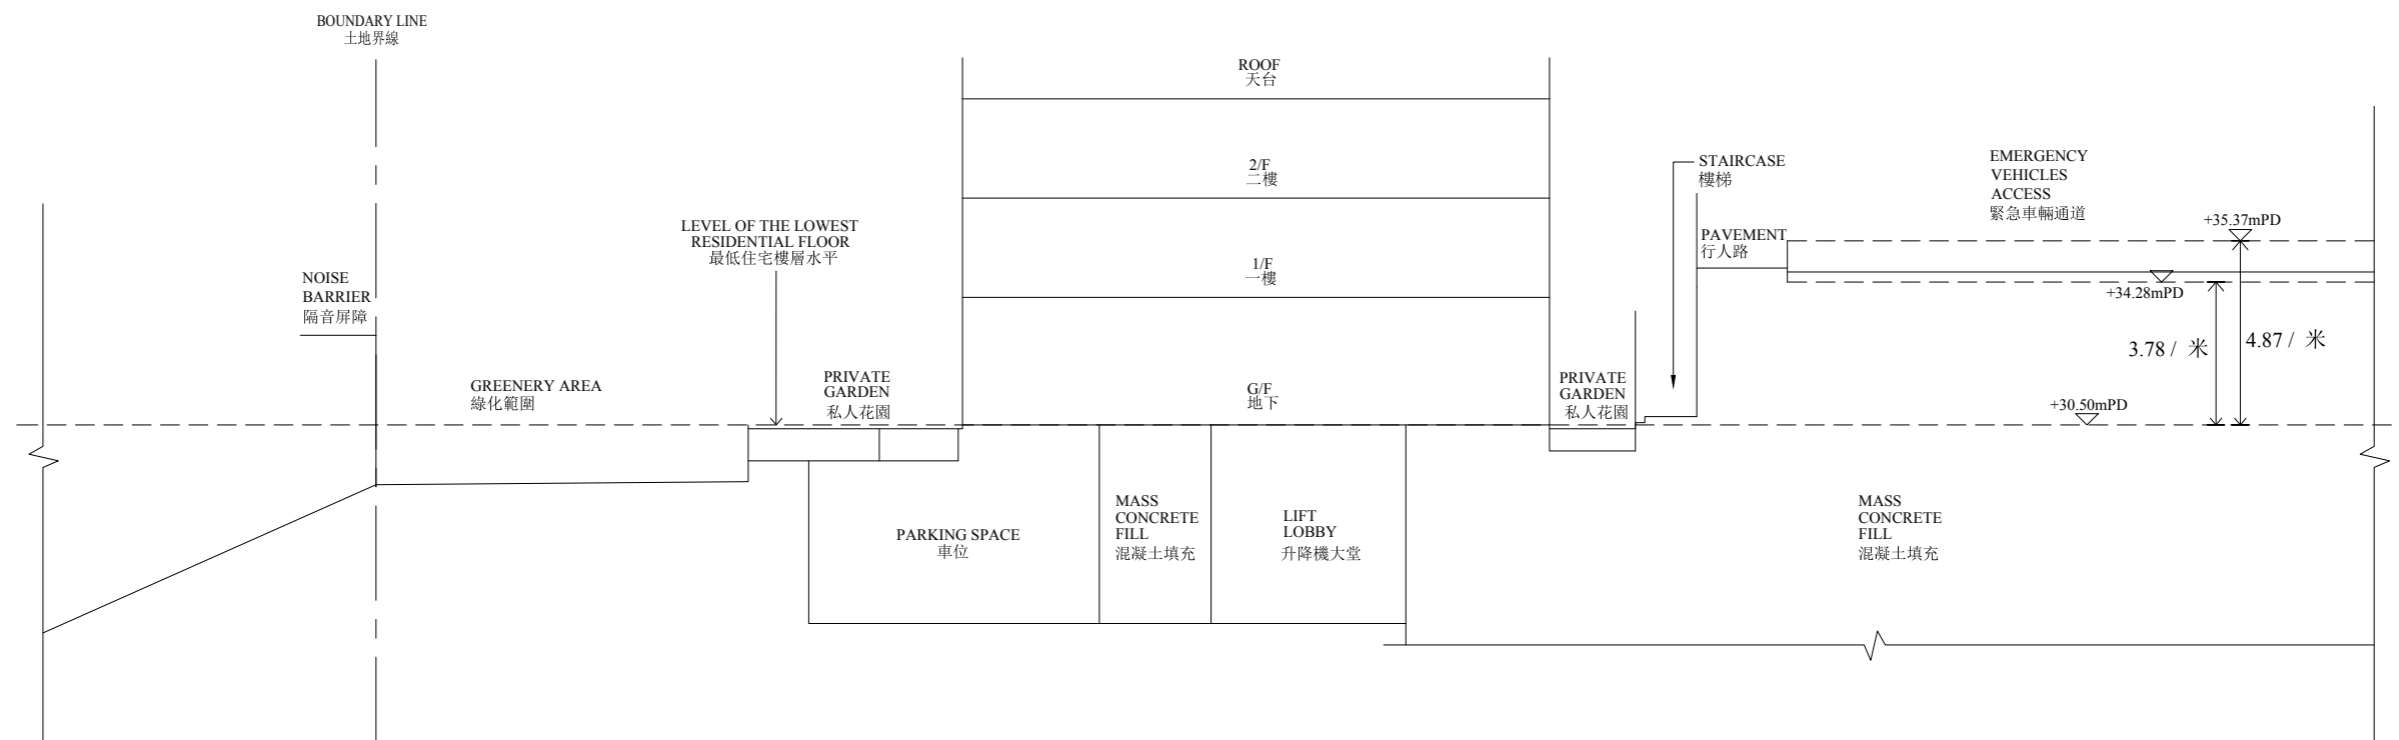 BOUNDARY LINE
土地界線
ROOF
天台
2/F
二樓
1/F
一樓
G/F
地下
STAIRCASE
樓梯
EMERGENCY
VEHICLES
ACCESS
緊急車輛通道
+35.37mPD
PAVEMENT
行人路
+34.28mPD
3.78 / 米
4.87 / 米
+30.50mPD
LEVEL OF THE LOWEST
RESIDENTIAL FLOOR
最低住宅樓層水平
NOISE
BARRIER
隔音屏障
GREENERY AREA
綠化範圍
PRIVATE
GARDEN
私人花園
PRIVATE
GARDEN
私人花園
PARKING SPACE
車位
MASS
CONCRETE
FILL
混凝土填充
LIFT
LOBBY
升降機大堂
MASS
CONCRETE
FILL
混凝土填充